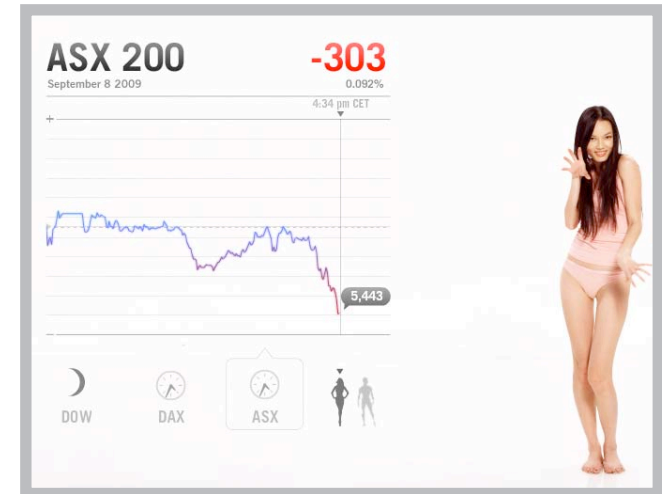 ASX 200
-303
September 8 2009
0.092%
4:34 pm CET
5,443
DOW
DAX
ASX